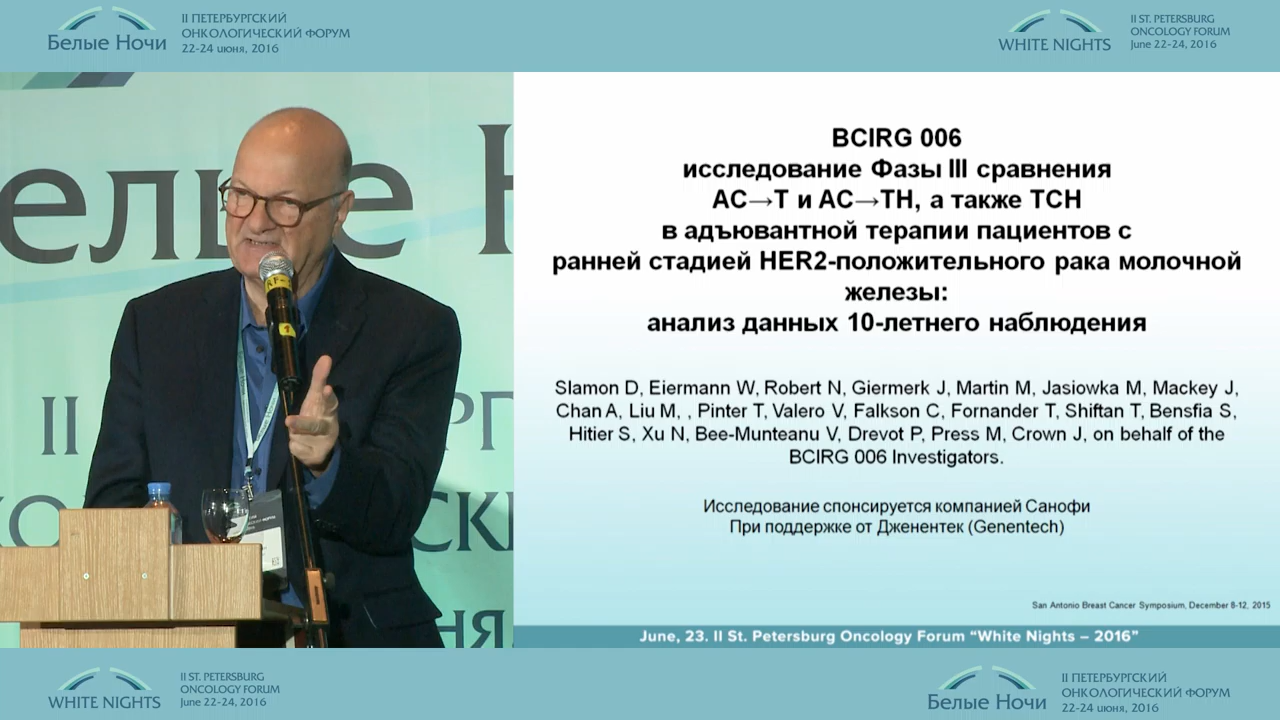 Белые Ночи
II ПЕТЕРБУРГСКИЙ
ОНКОЛОГИЧЕСКИЙ ФОРУМ
22-24 июня, 2016
WHITE NIGHTS
II ST. PETERSBURG
ONCOLOGY FORUM
June 22-24, 2016
BCIRG 006
исследование Фазы III сравнения
AC→T и AC→TH, а также TCH
в адъювантной терапии пациентов с
ранней стадией HER2-положительного рака молочной
железы:
анализ данных 10-летнего наблюдения
Slamon D, Eiermann W, Robert N, Giermerk J, Martin M, Jasiowka M, Mackey J,
Chan A, Liu M, , Pinter T, Valero V, Falkson C, Fornander T, Shiftan T, Bensfia S,
Hitier S, Xu N, Bee-Munteanu V, Drevot P, Press M, Crown J, on behalf of the
BCIRG 006 Investigators.
Исследование спонсируется компанией Санофи
При поддержке от Дженентек (Genentech)
San Antonio Breast Cancer Symposium, December 8-12, 2015
June, 23. II St. Petersburg Oncology Forum “White Nights – 2016”
WHITE NIGHTS
II ST. PETERSBURG
ONCOLOGY FORUM
June 22-24, 2016
Белые Ночи
II ПЕТЕРБУРГСКИЙ
ОНКОЛОГИЧЕСКИЙ ФОРУМ
22-24 июня, 2016